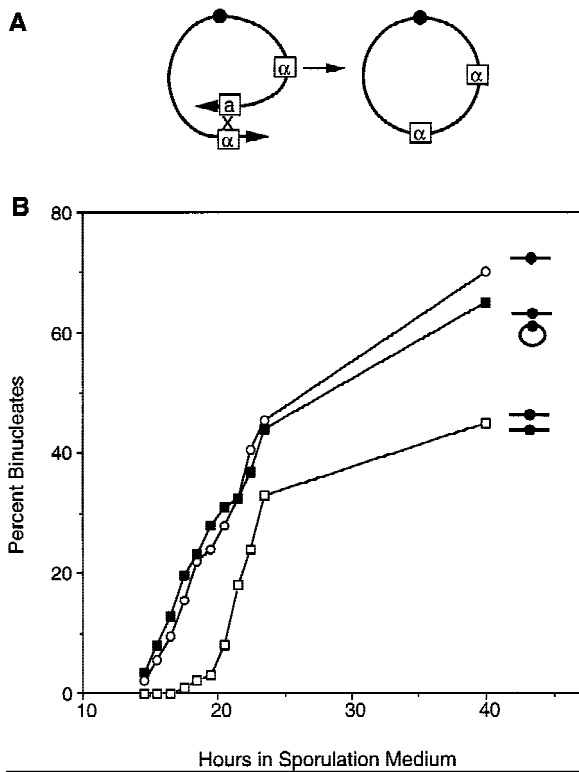 A
α
α
a
X
α
α
B
80
60
40
20
0
10
20
30
40
Percent Binucleates
Hours in Sporulation Medium